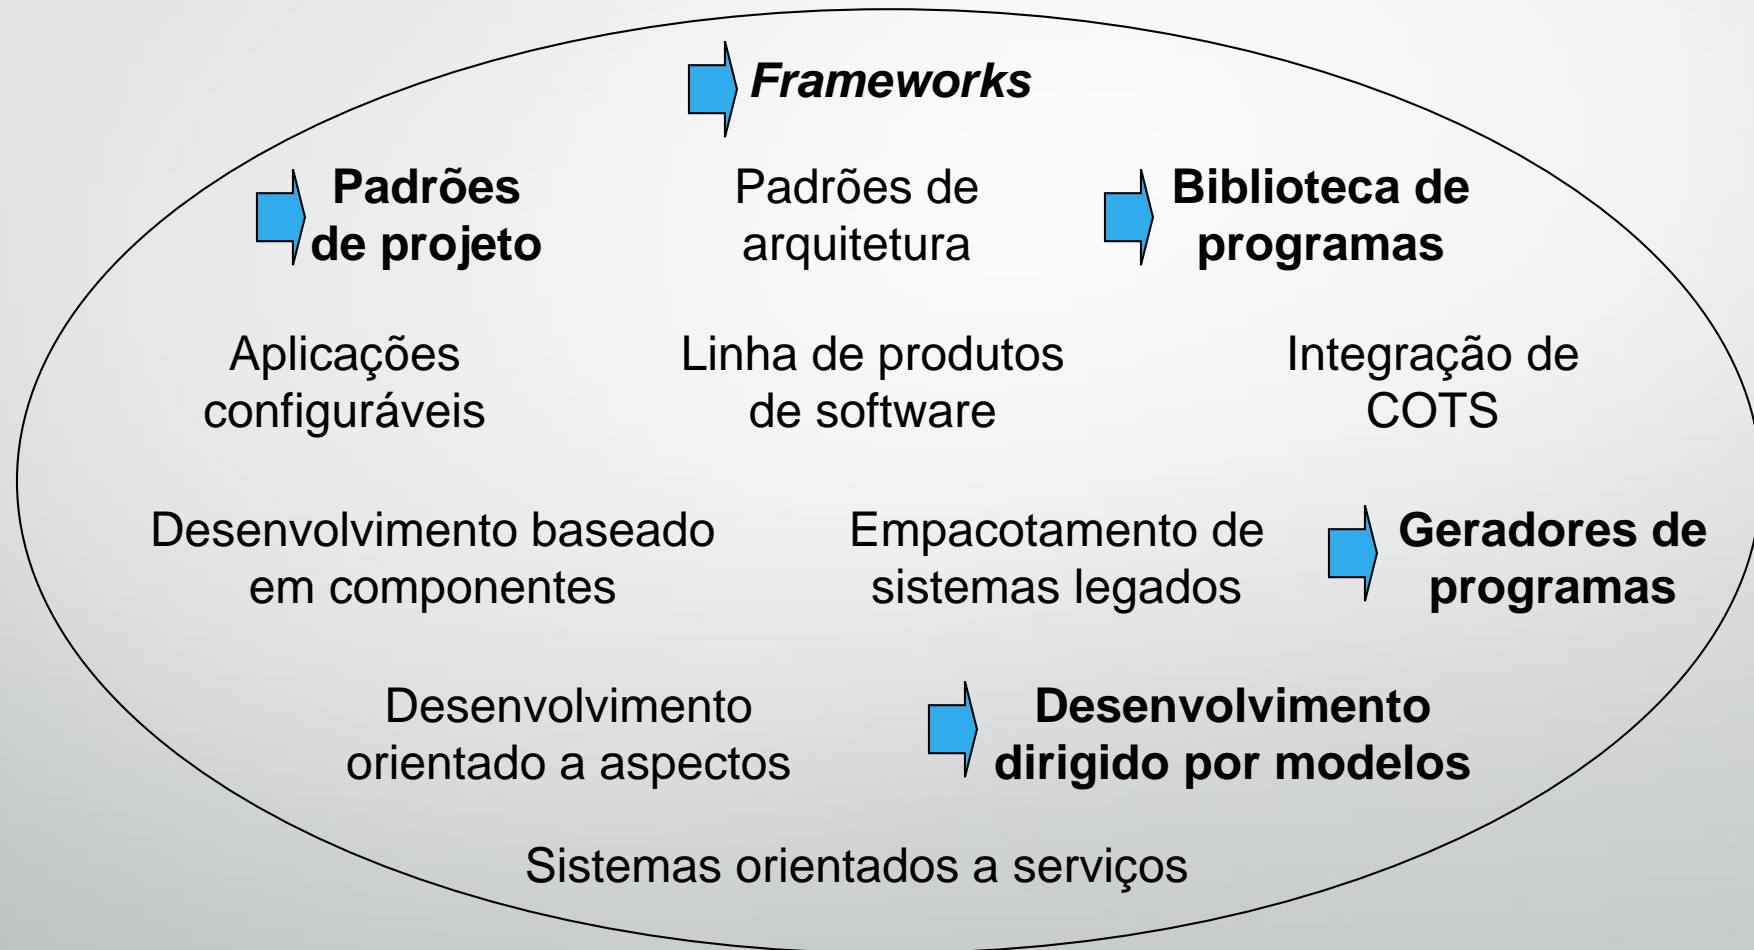 Frameworks
Padrões
de projeto
Padrões de
arquitetura
Biblioteca de
programas
Aplicações
configuráveis
Linha de produtos
de software
Integração de
COTS
Desenvolvimento baseado
em componentes
Empacotamento de
sistemas legados
Geradores de
programas
Desenvolvimento
orientado a aspectos
Desenvolvimento
dirigido por modelos
Sistemas orientados a serviços